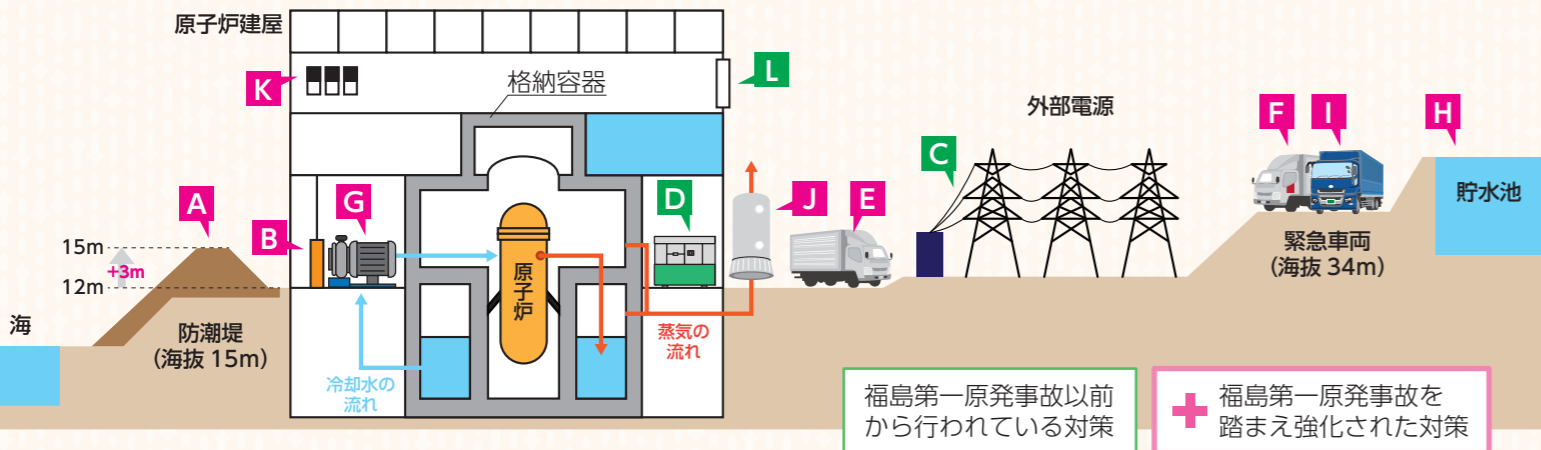 原子炉建屋
K
格納容器
L
外部電源
F
I
H
C
貯水池
A
G
D
J
E
B
15m
+3m
12m
原子炉
緊急車両
(海抜 34m)
海
防潮堤
(海抜 15m)
蒸気の
流れ
冷却水の
流れ
福島第一原発事故以前
から行われている対策
+ 福島第一原発事故を
踏まえ強化された対策